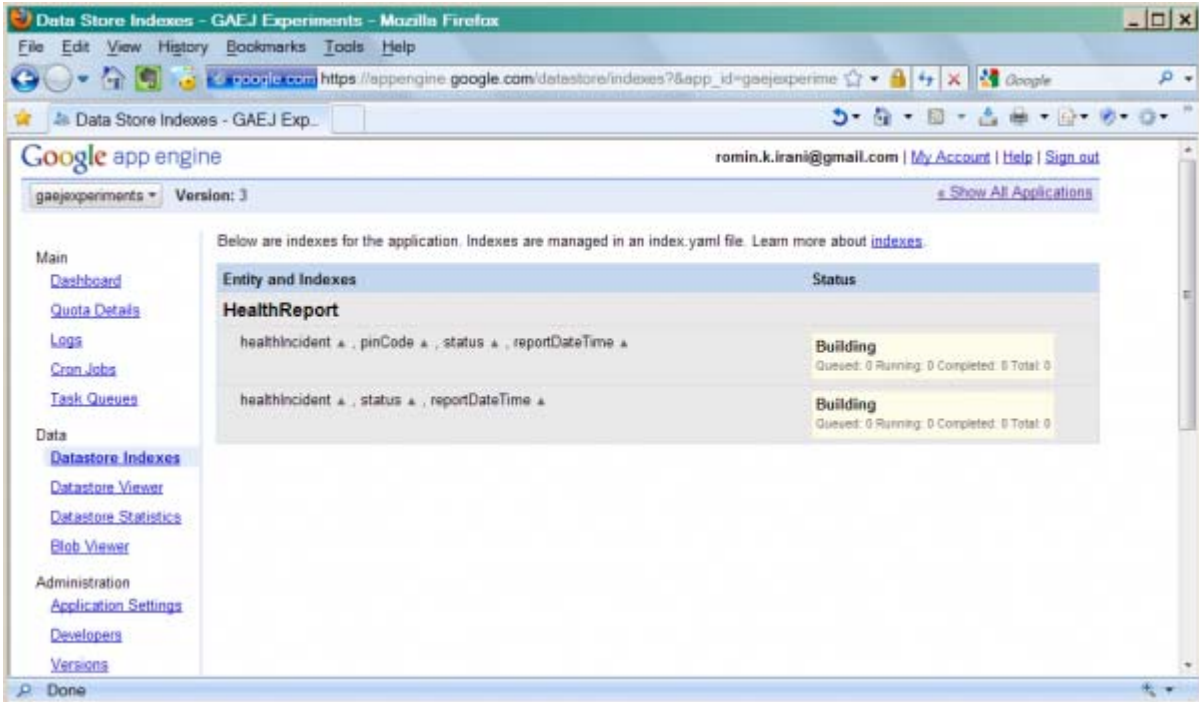 Data Store Indexes - GAEJ Experiments - Mozilla Firefox
File Edit View History Bookmarks Tools Help
google.com https://appengine.google.com/datastore/indexes?&app_id=gaejexperime Google
Data Store Indexes - GAEJ Exp...
Google app engine
romin.k.irani@gmail.com | My Account | Help | Sign out
gaejexperiments Version: 3
« Show All Applications
Main
Dashboard
Quota Details
Logs
Cron Jobs
Task Queues
Data
Datastore Indexes
Datastore Viewer
Datastore Statistics
Blob Viewer
Administration
Application Settings
Developers
Versions
Below are indexes for the application. Indexes are managed in an index.yaml file. Learn more about indexes.
Entity and Indexes Status
HealthReport
healthIncident ▲ , pinCode ▲ , status ▲ , reportDateTime ▲
Building
Queued: 0 Running: 0 Completed: 0 Total: 0
healthIncident ▲ , status ▲ , reportDateTime ▲
Building
Queued: 0 Running: 0 Completed: 0 Total: 0
Done